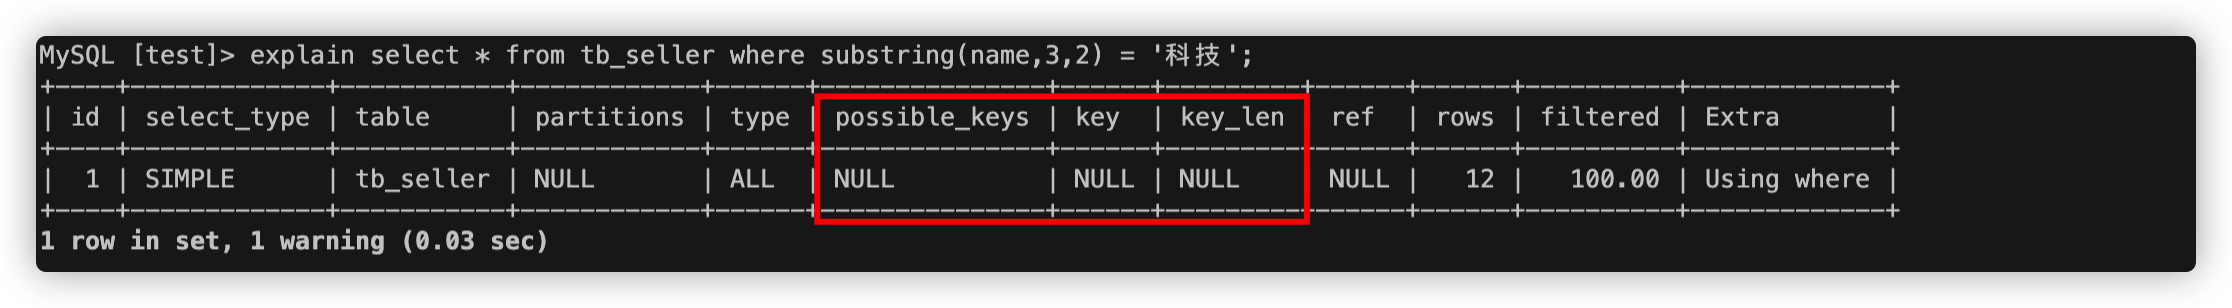 MySQL [test]> explain select * from tb_seller where substring(name,3,2) = '科技';
+----+-------------+-----------+------------+------+---------------+------+---------+------+------+----------+-------------+
| id | select_type | table     | partitions | type | possible_keys | key  | key_len | ref  | rows | filtered | Extra       |
+----+-------------+-----------+------------+------+---------------+------+---------+------+------+----------+-------------+
|  1 | SIMPLE      | tb_seller | NULL       | ALL  | NULL          | NULL | NULL    | NULL |   12 |   100.00 | Using where |
+----+-------------+-----------+------------+------+---------------+------+---------+------+------+----------+-------------+
1 row in set, 1 warning (0.03 sec)